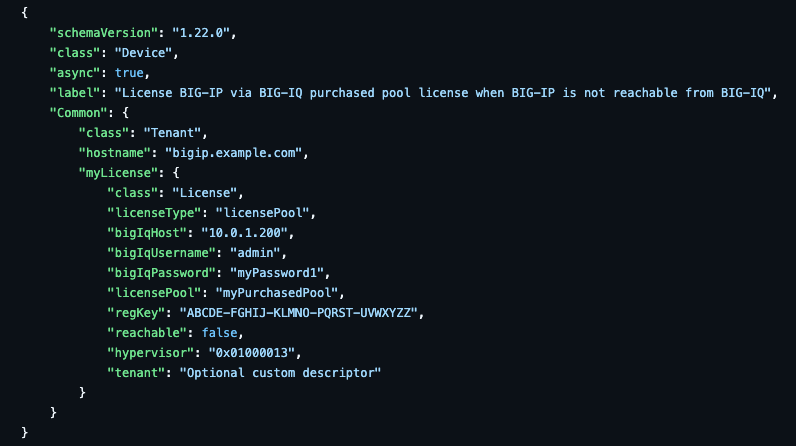 {
    "schemaVersion": "1.22.0",
    "class": "Device",
    "async": true,
    "label": "License BIG-IP via BIG-IQ purchased pool license when BIG-IP is not reachable from BIG-IQ",
    "Common": {
        "class": "Tenant",
        "hostname": "bigip.example.com",
        "myLicense": {
            "class": "License",
            "licenseType": "licensePool",
            "bigIqHost": "10.0.1.200",
            "bigIqUsername": "admin",
            "bigIqPassword": "myPassword1",
            "licensePool": "myPurchasedPool",
            "regKey": "ABCDE-FGHIJ-KLMNO-PQRST-UVWXYZZ",
            "reachable": false,
            "hypervisor": "0x01000013",
            "tenant": "Optional custom descriptor"
        }
    }
}